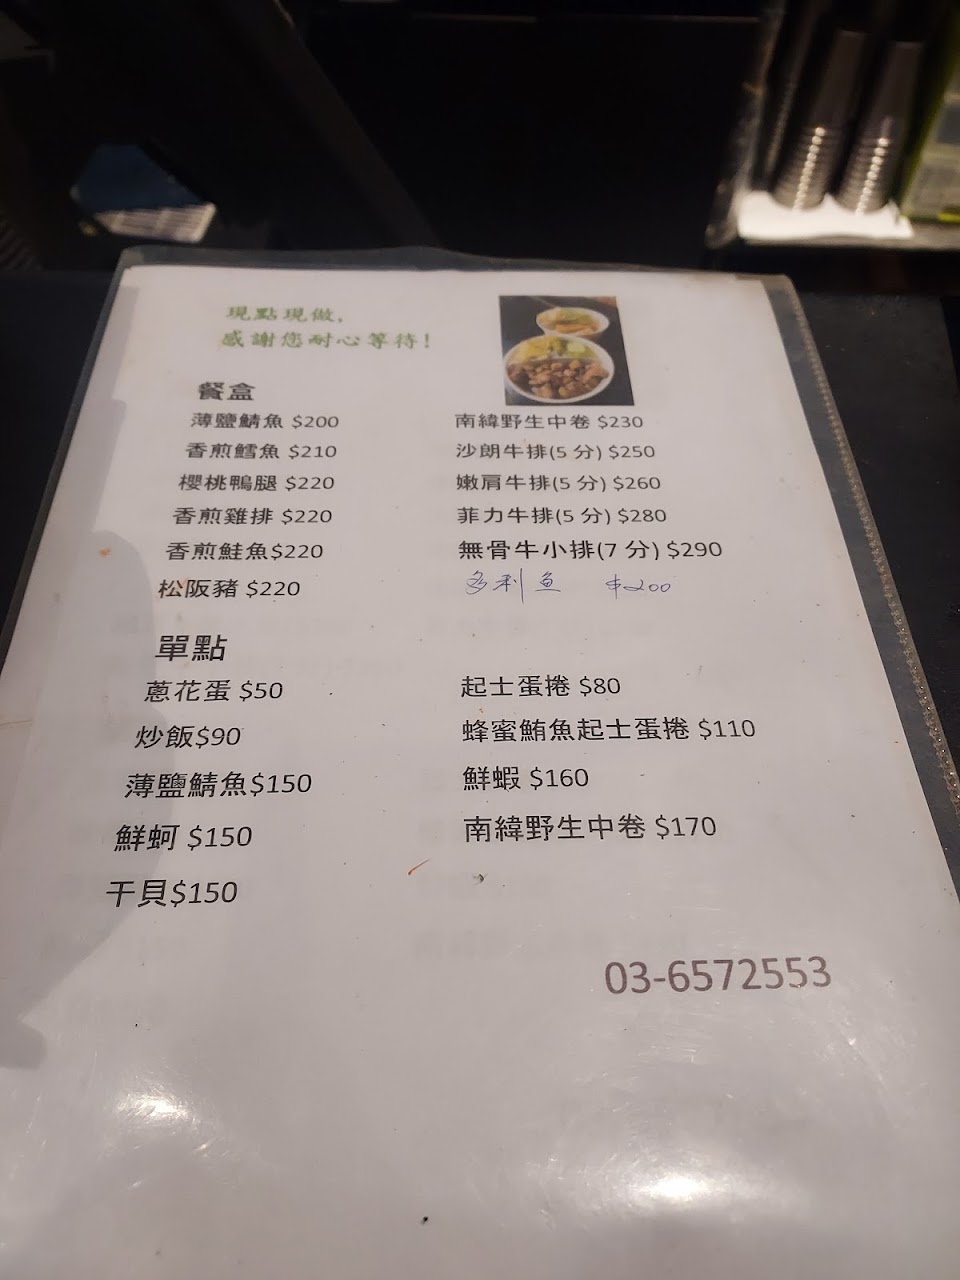 現點現做,
感謝您耐心等待!
餐盒
薄鹽鯖魚 $200
南緯野生中卷 $230
香煎鱈魚 $210
沙朗牛排(5 分) $250
櫻桃鴨腿 $220
嫩肩牛排(5 分) $260
香煎雞排 $220
菲力牛排(5 分) $280
香煎鮭魚$220
無骨牛小排(7 分) $290
松阪豬 $220
多利魚 $200
單點
蔥花蛋 $50
起士蛋捲 $80
炒飯$90
蜂蜜鮪魚起士蛋捲 $110
薄鹽鯖魚$150
鮮蝦 $160
鮮蚵 $150
南緯野生中卷 $170
干貝$150
03-6572553